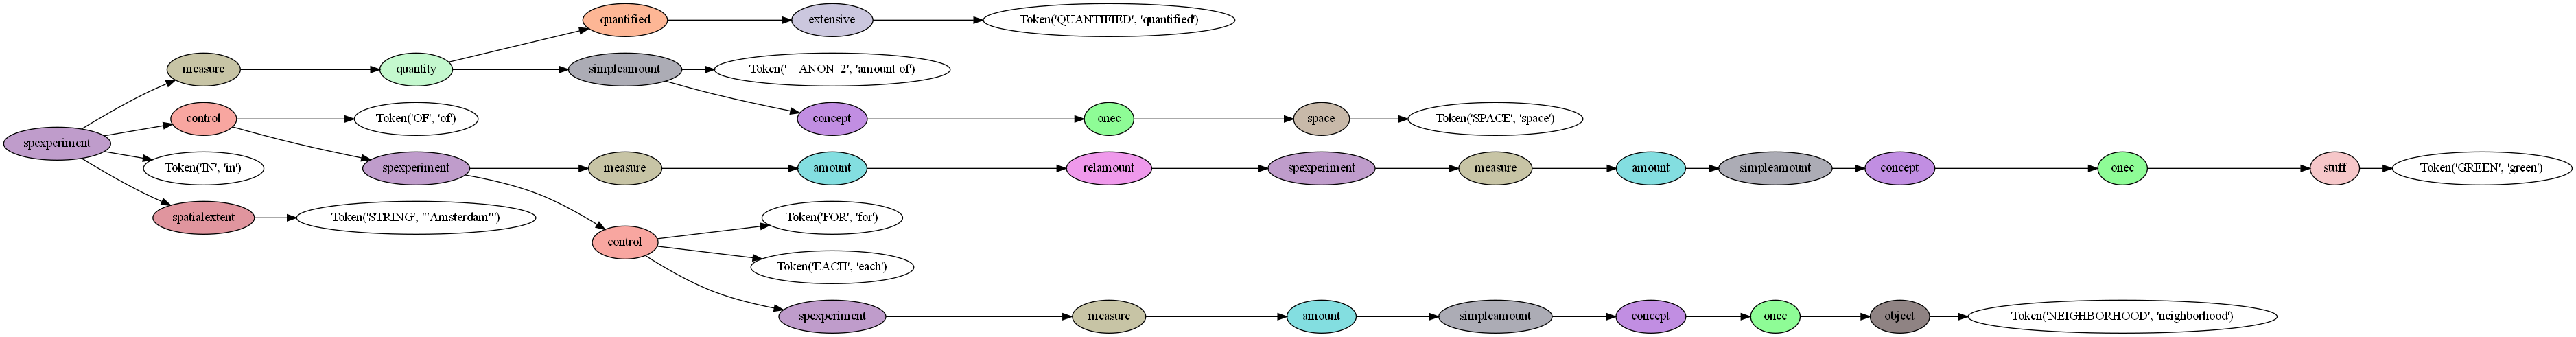 quantified extensive Token('QUANTIFIED', 'quantified')
measure quantity simpleamount Token('__ANON_2', 'amount of')
control Token('OF', 'of') concept onec space Token('SPACE', 'space')
spexperiment
Token('IN', 'in') spexperiment measure amount relamount spexperiment measure amount simpleamount concept onec stuff Token('GREEN', 'green')
spatialextent Token('STRING', "'Amsterdam'") Token('FOR', 'for')
control
Token('EACH', 'each')
spexperiment measure amount simpleamount concept onec object Token('NEIGHBORHOOD', 'neighborhood')